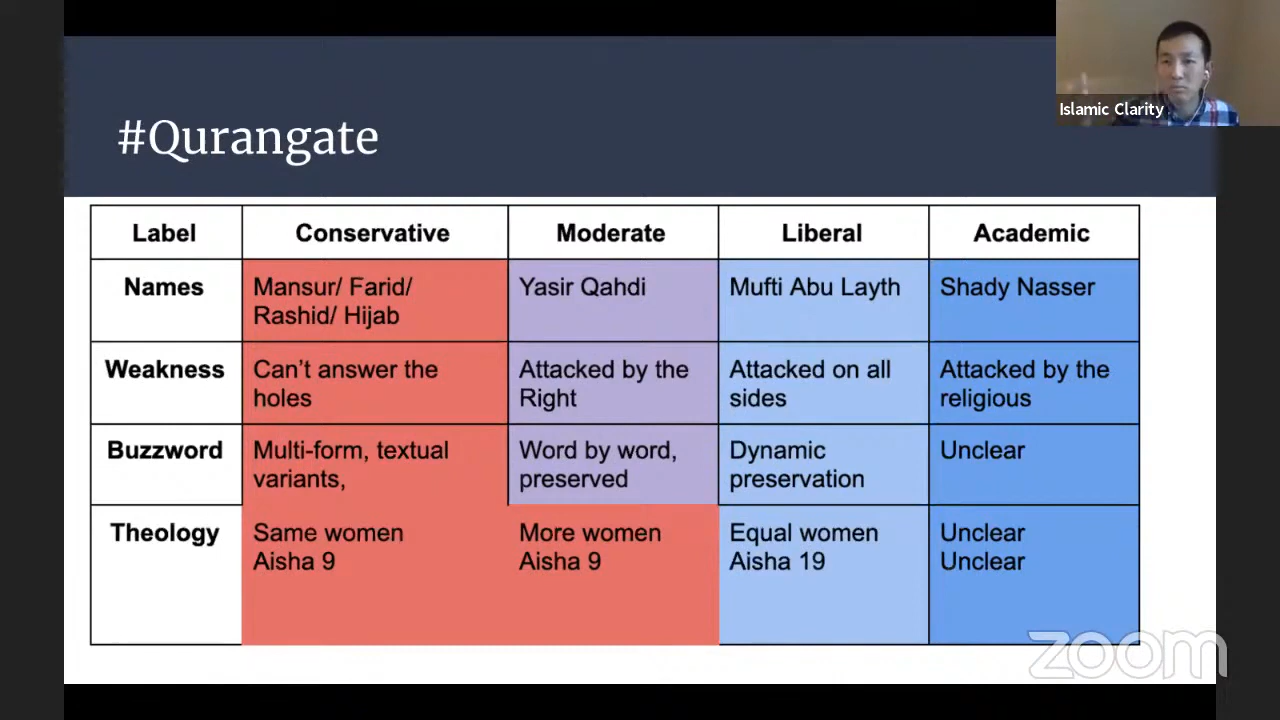 Islamic Clarity
#Qurangate
Label Conservative Moderate Liberal Academic
Names Mansur/ Farid/ Yasir Qahdi Mufti Abu Layth Shady Nasser
Rashid/ Hijab
Weakness Can't answer the Attacked by the Attacked on all Attacked by the
holes Right sides religious
Buzzword Multi-form, textual Word by word, Dynamic Unclear
variants, preserved preservation
Theology Same women More women Equal women Unclear
Aisha 9 Aisha 9 Aisha 19 Unclear
zoom